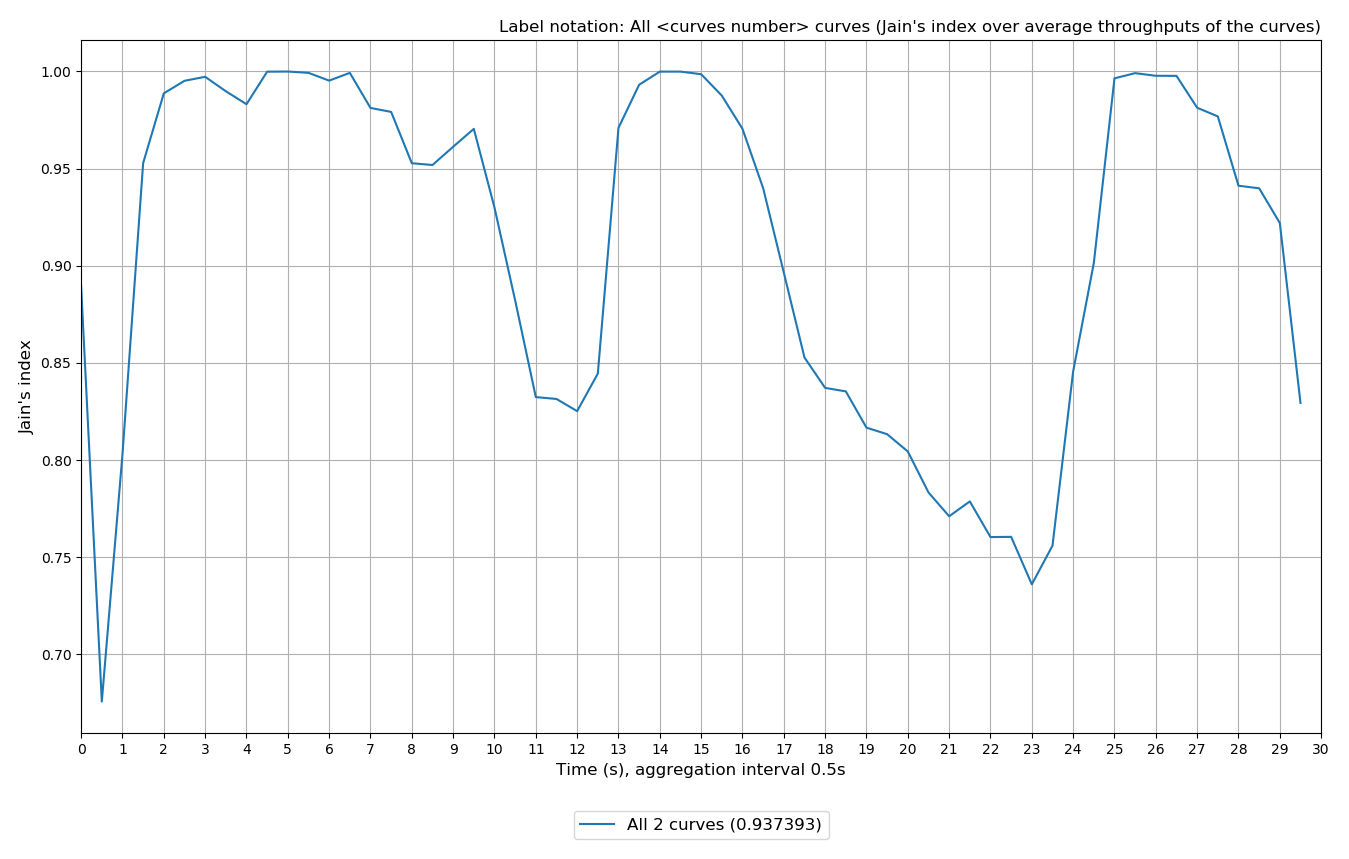 Label notation: All <curves number> curves (Jain's index over average throughputs of the curves)
1.00
0.95
0.90
0.85
0.80
0.75
0.70
Jain's index
0 1 2 3 4 5 6 7 8 9 10 11 12 13 14 15 16 17 18 19 20 21 22 23 24 25 26 27 28 29 30
Time (s), aggregation interval 0.5s
All 2 curves (0.937393)